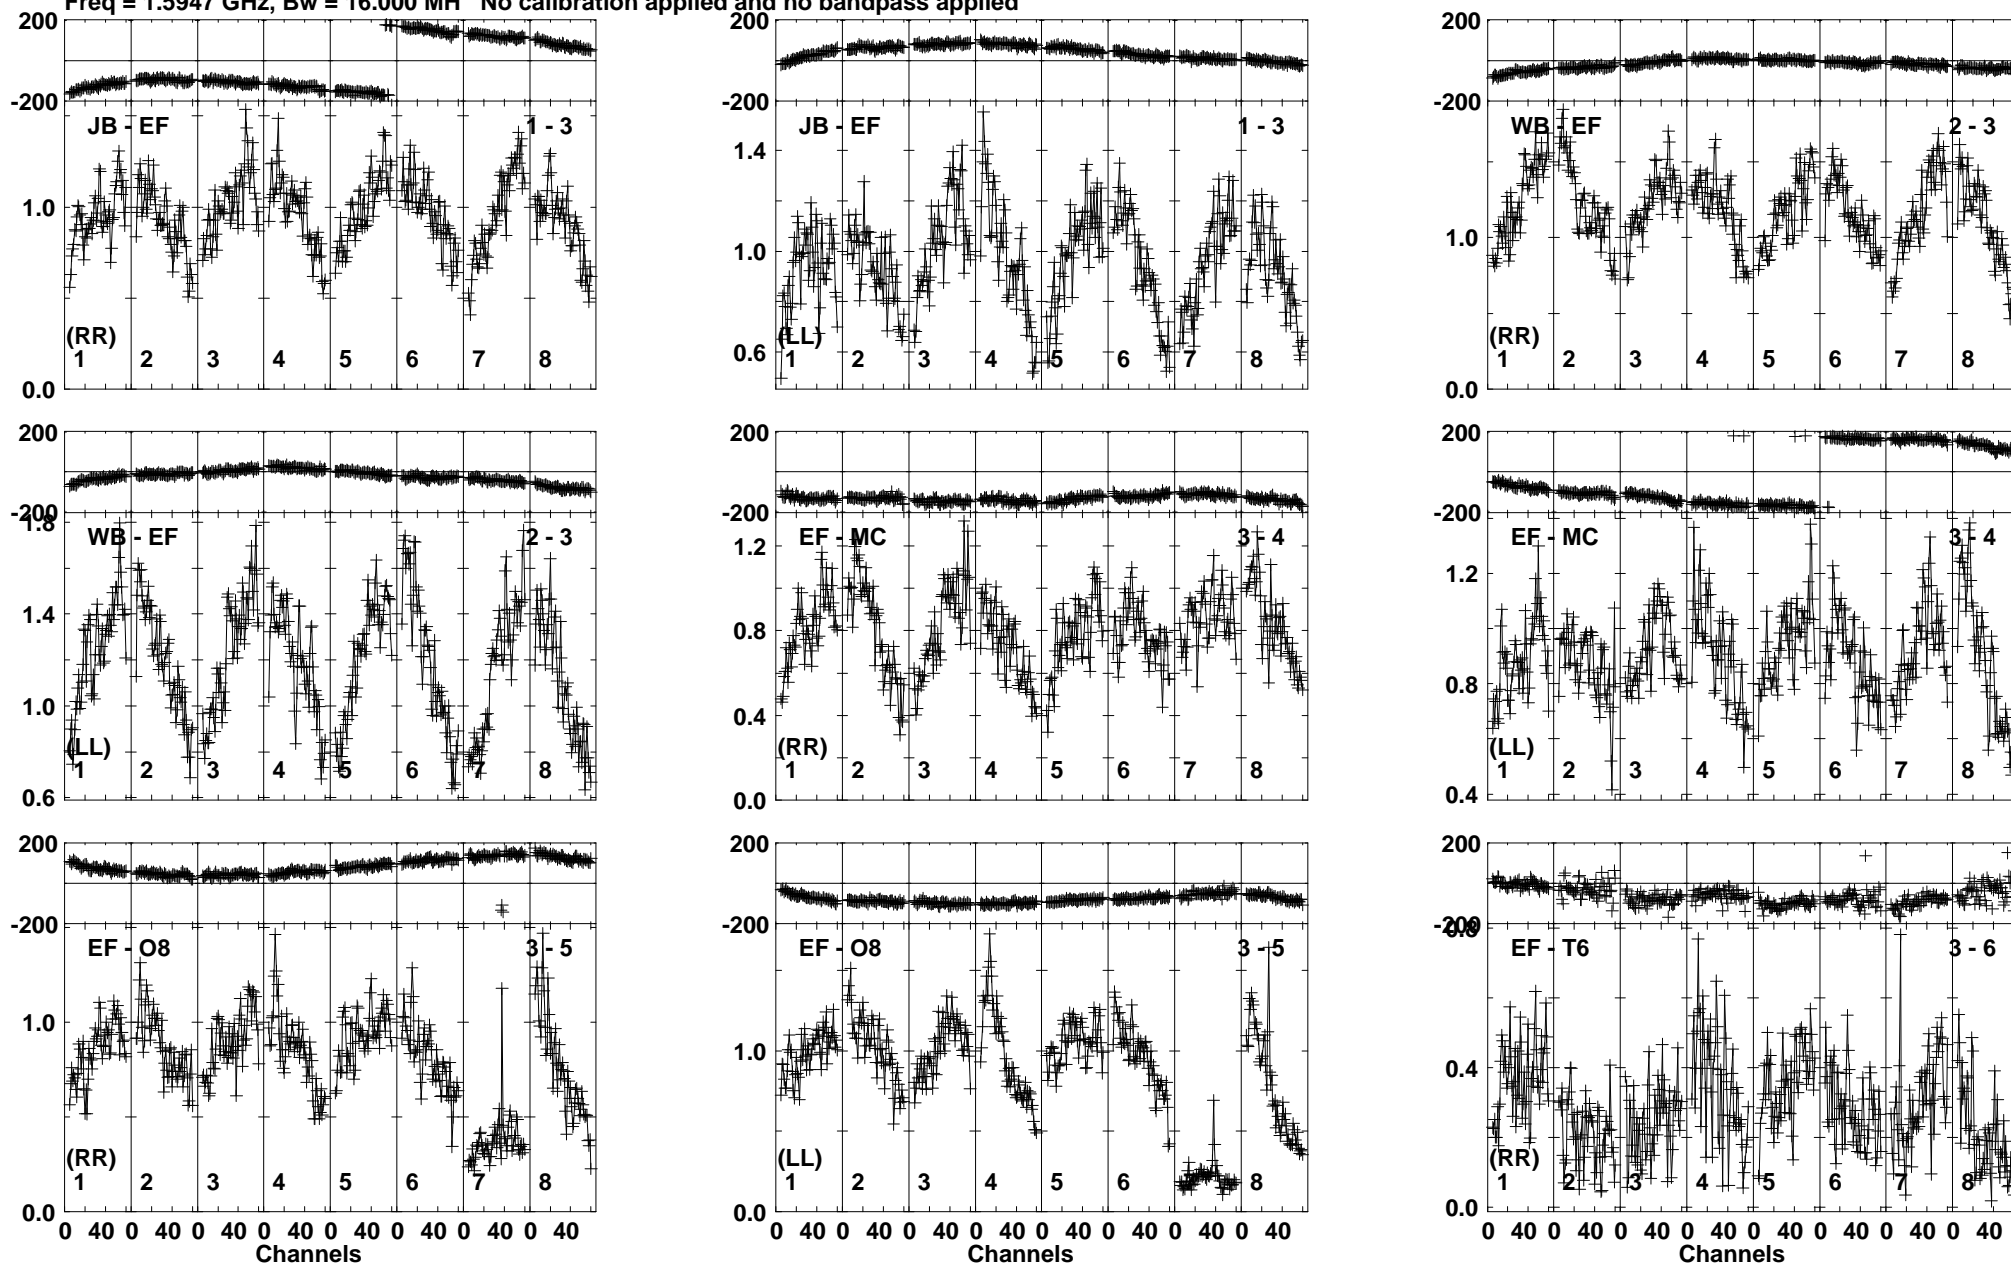 Freq = 1.5947 GHz, Bw = 16.000 MH No calibration applied and no bandpass applied
200 200 200
-200 -200 -200
JB - EF 1 - 3 JB - EF 1 - 3 WB - EF 2 - 3
1.4
1.0 1.0 1.0
0.6
(RR) (LL) (RR)
1 2 3 4 5 6 7 8 1 2 3 4 5 6 7 8 1 2 3 4 5 6 7 8
0.0 0.0
200 200 200
-200 -200 -200
1.8
WB - EF 2 - 3 EF - MC 3 - 4 EF - MC 3 - 4
1.4 1.2 1.2
1.0 0.8 0.8
0.4
(LL) (RR) (LL)
1 2 3 4 5 6 7 8 1 2 3 4 5 6 7 8 1 2 3 4 5 6 7 8
0.6 0.0 0.4
200 200 200
-200 -200 -200
0.8
EF - O8 3 - 5 EF - O8 3 - 5 EF - T6 3 - 6
1.0 1.0 0.4
(RR) (LL) (RR)
1 2 3 4 5 6 7 8 1 2 3 4 5 6 7 8 1 2 3 4 5 6 7 8
0.0 0.0 0.0
0 40 0 40 0 40 0 40 0 40 0 40 0 40 0 40 0 40 0 40 0 40 0 40 0 40 0 40 0 40 0 40 0 40 0 40 0 40 0 40 0 40 0 40 0 40 0 40
Channels Channels Channels